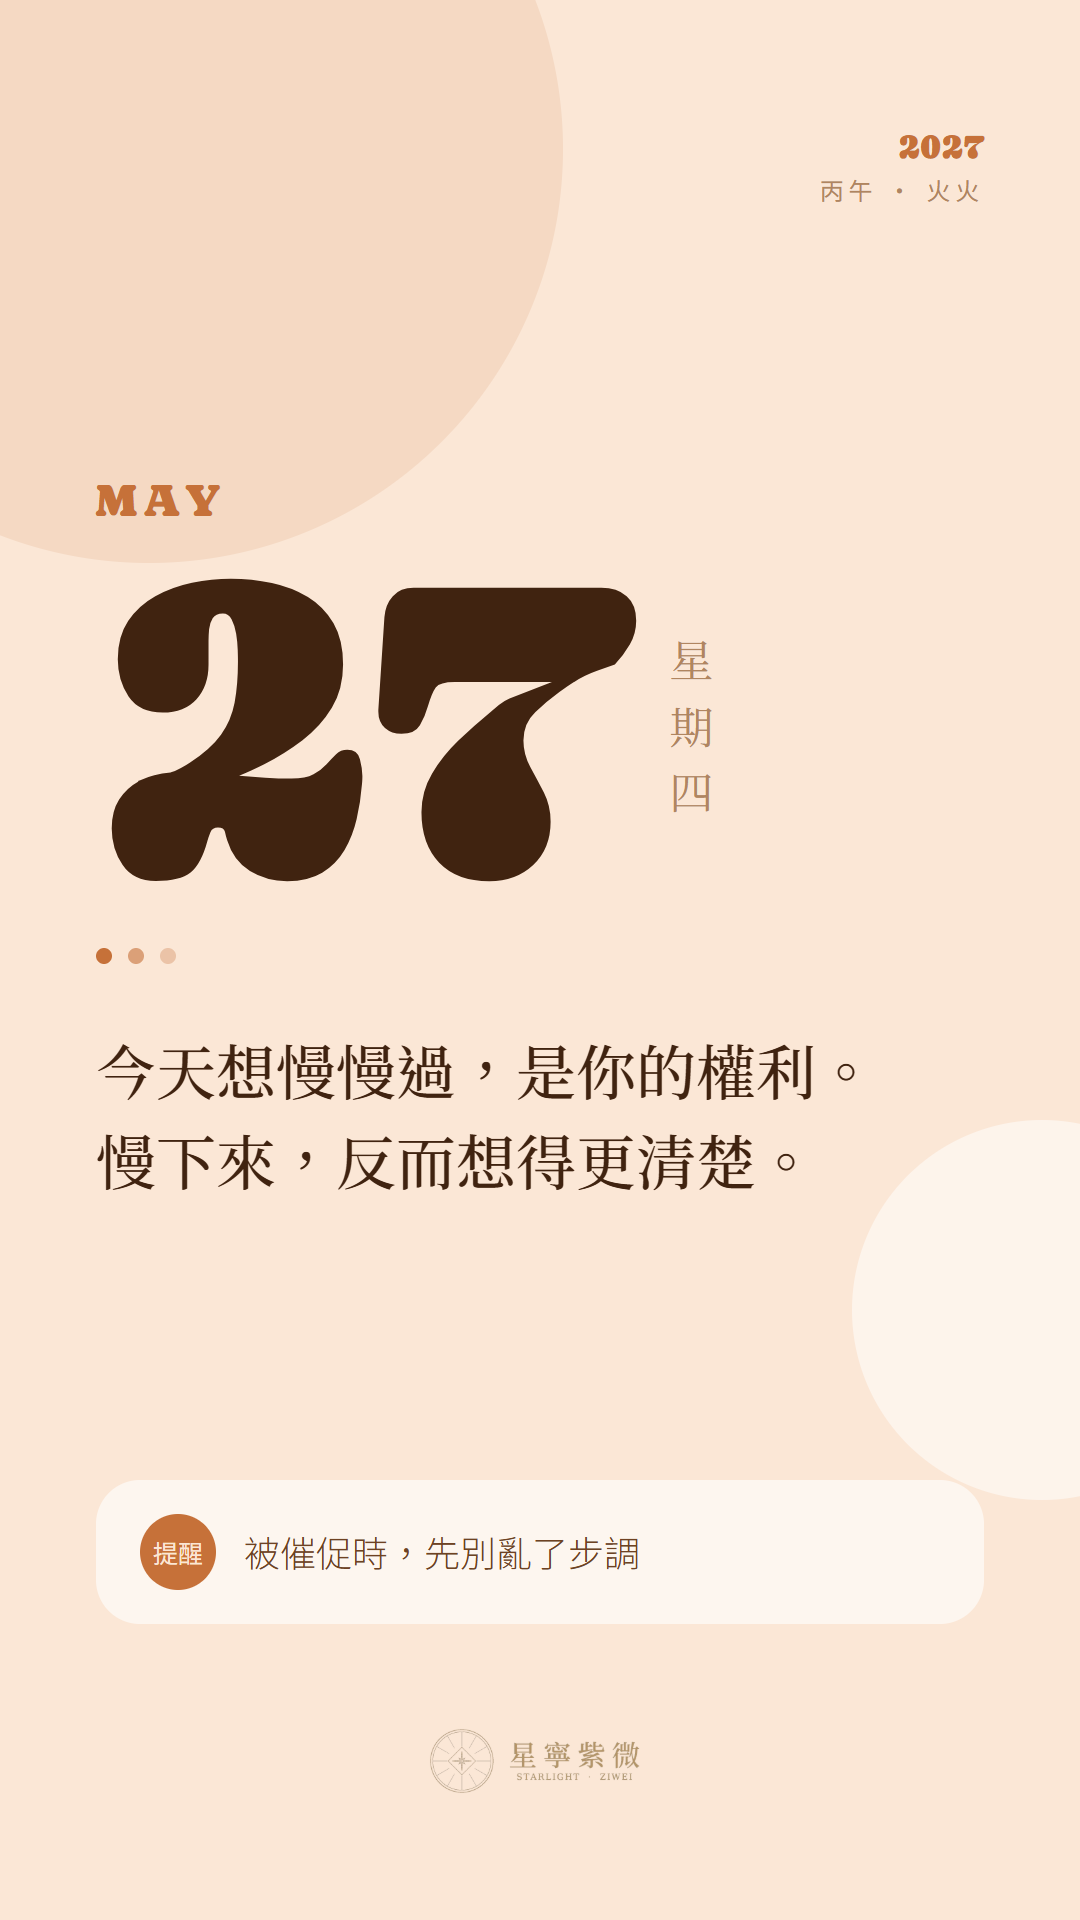 2027
丙午 · 火火
MAY
27
星期四
今天想慢慢過，是你的權利。
慢下來，反而想得更清楚。
提醒
被催促時，先別亂了步調
星寧紫微
STARLIGHT · ZIWEI